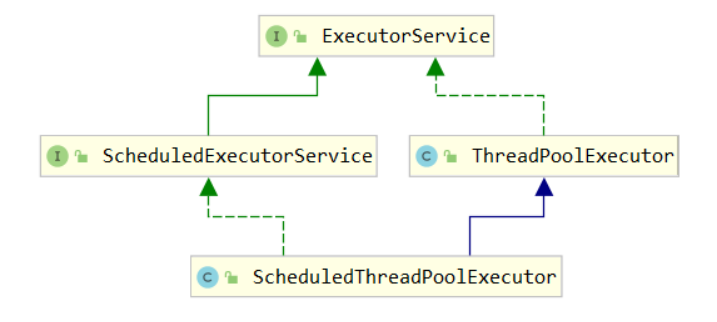 I ExecutorService
I ScheduledExecutorService
C ThreadPoolExecutor
C ScheduledThreadPoolExecutor